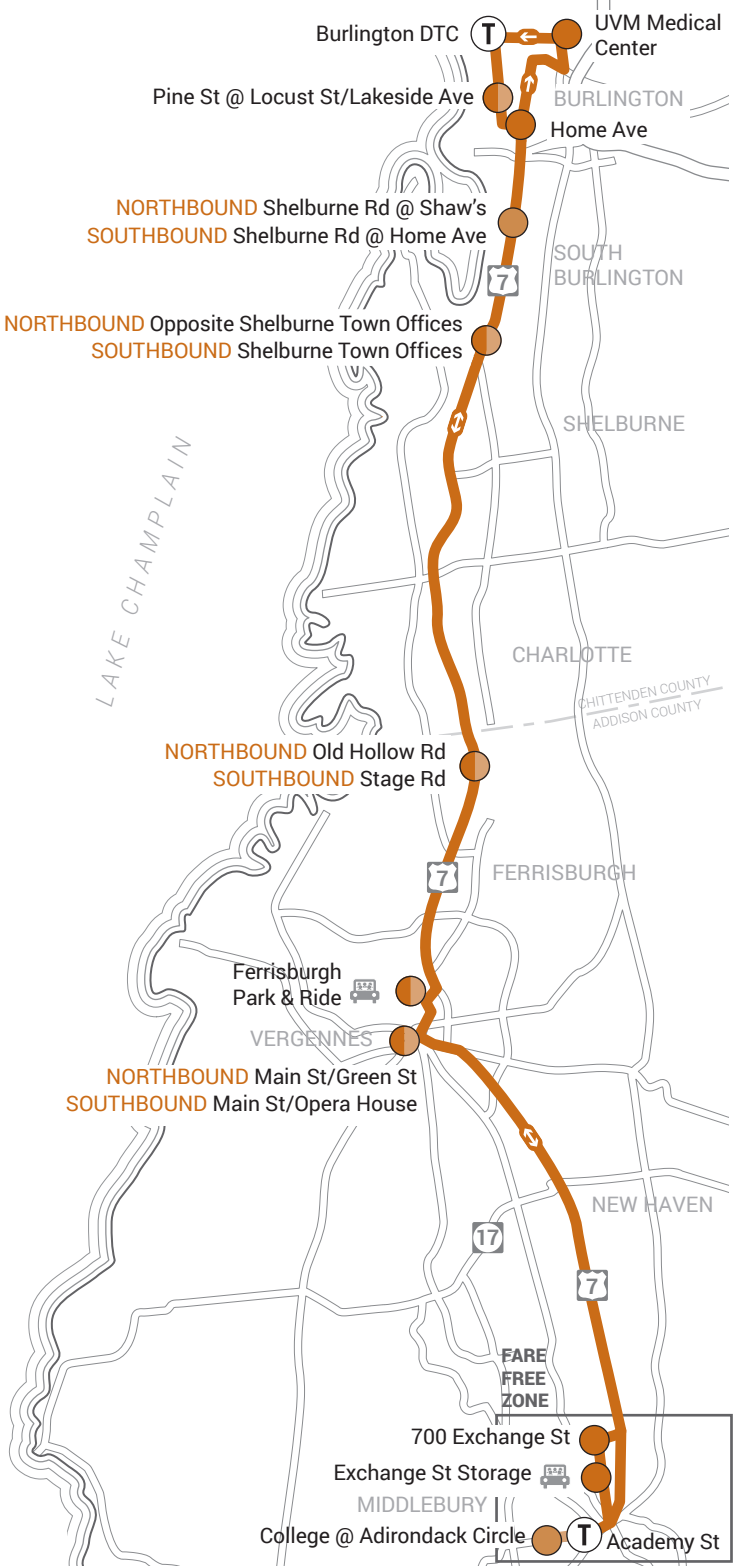 Burlington DTC
T
UVM Medical
Center
Pine St @ Locust St/Lakeside Ave
BURLINGTON
Home Ave
NORTHBOUND Shelburne Rd @ Shaw's
SOUTHBOUND Shelburne Rd @ Home Ave
SOUTH
BURLINGTON
7
NORTHBOUND Opposite Shelburne Town Offices
SOUTHBOUND Shelburne Town Offices
SHELBURNE
LAKE CHAMPLAIN
CHARLOTTE
CHITTENDEN COUNTY
ADDISON COUNTY
NORTHBOUND Old Hollow Rd
SOUTHBOUND Stage Rd
7
FERRISBURGH
Ferrisburgh
Park & Ride
VERGENNES
NORTHBOUND Main St/Green St
SOUTHBOUND Main St/Opera House
NEW HAVEN
17
7
FARE
FREE
ZONE
700 Exchange St
Exchange St Storage
MIDDLEBURY
College @ Adirondack Circle
T
Academy St